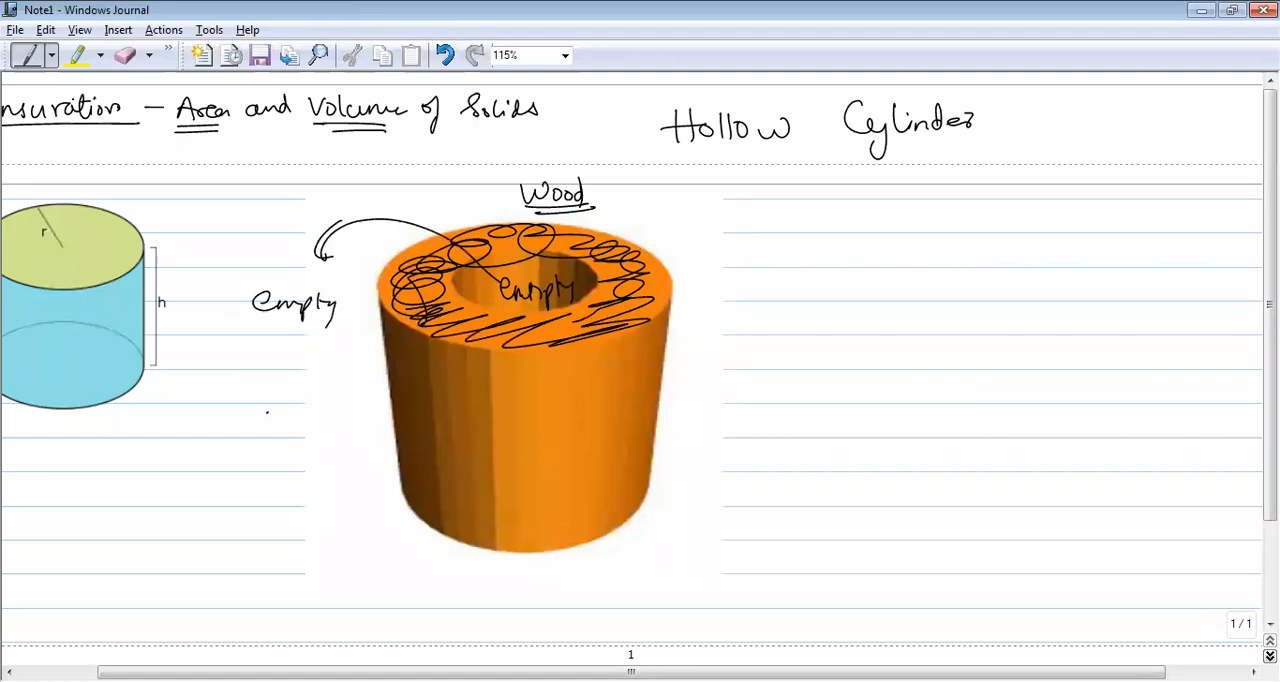 Note1 - Windows Journal
File Edit View Insert Actions Tools Help
115%
nsuration – Area and Volume of Solids
Hollow Cylinder
Wood
r
empty
empty
h
1 / 1
1